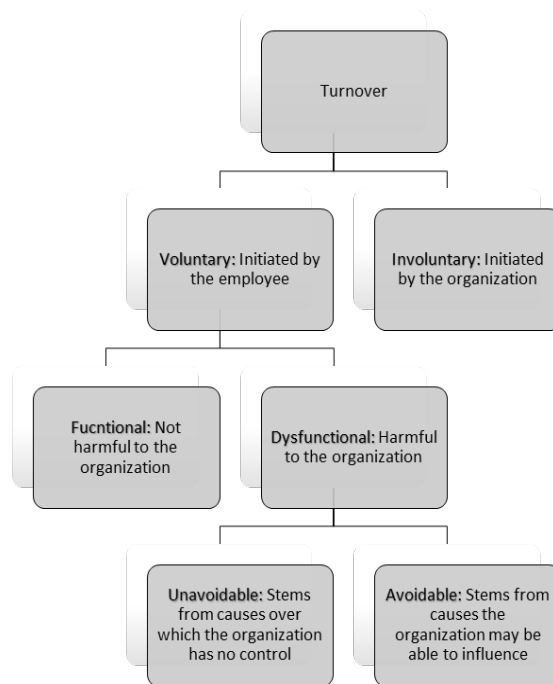 Turnover
Voluntary: Initiated by
the employee
Involuntary: Initiated
by the organization
Fucntional: Not
harmful to the
organization
Dysfunctional: Harmful
to the organization
Unavoidable: Stems
from causes over
which the organization
has no control
Avoidable: Stems from
causes the
organization may be
able to influence